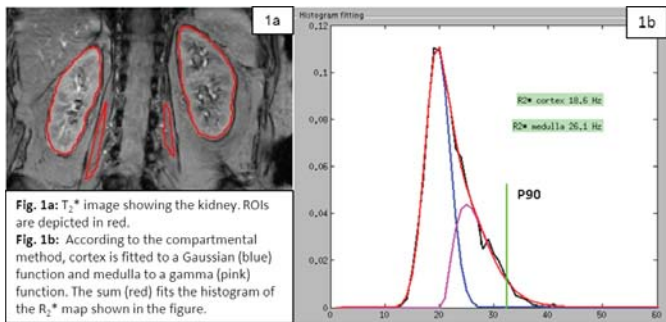 1a
Fig. 1a: T2* image showing the kidney. ROIs
are depicted in red.
Fig. 1b: According to the compartmental
method, cortex is fitted to a Gaussian (blue)
function and medulla to a gamma (pink)
function. The sum (red) fits the histogram of
the R2* map shown in the figure.
Histogram fitting
1b
0.12
0.1
0.08
0.06
0.04
0.02
0
0
10
20
30
40
50
60
R2* cortex 18.6 Hz
R2* medulla 26.1 Hz
P90